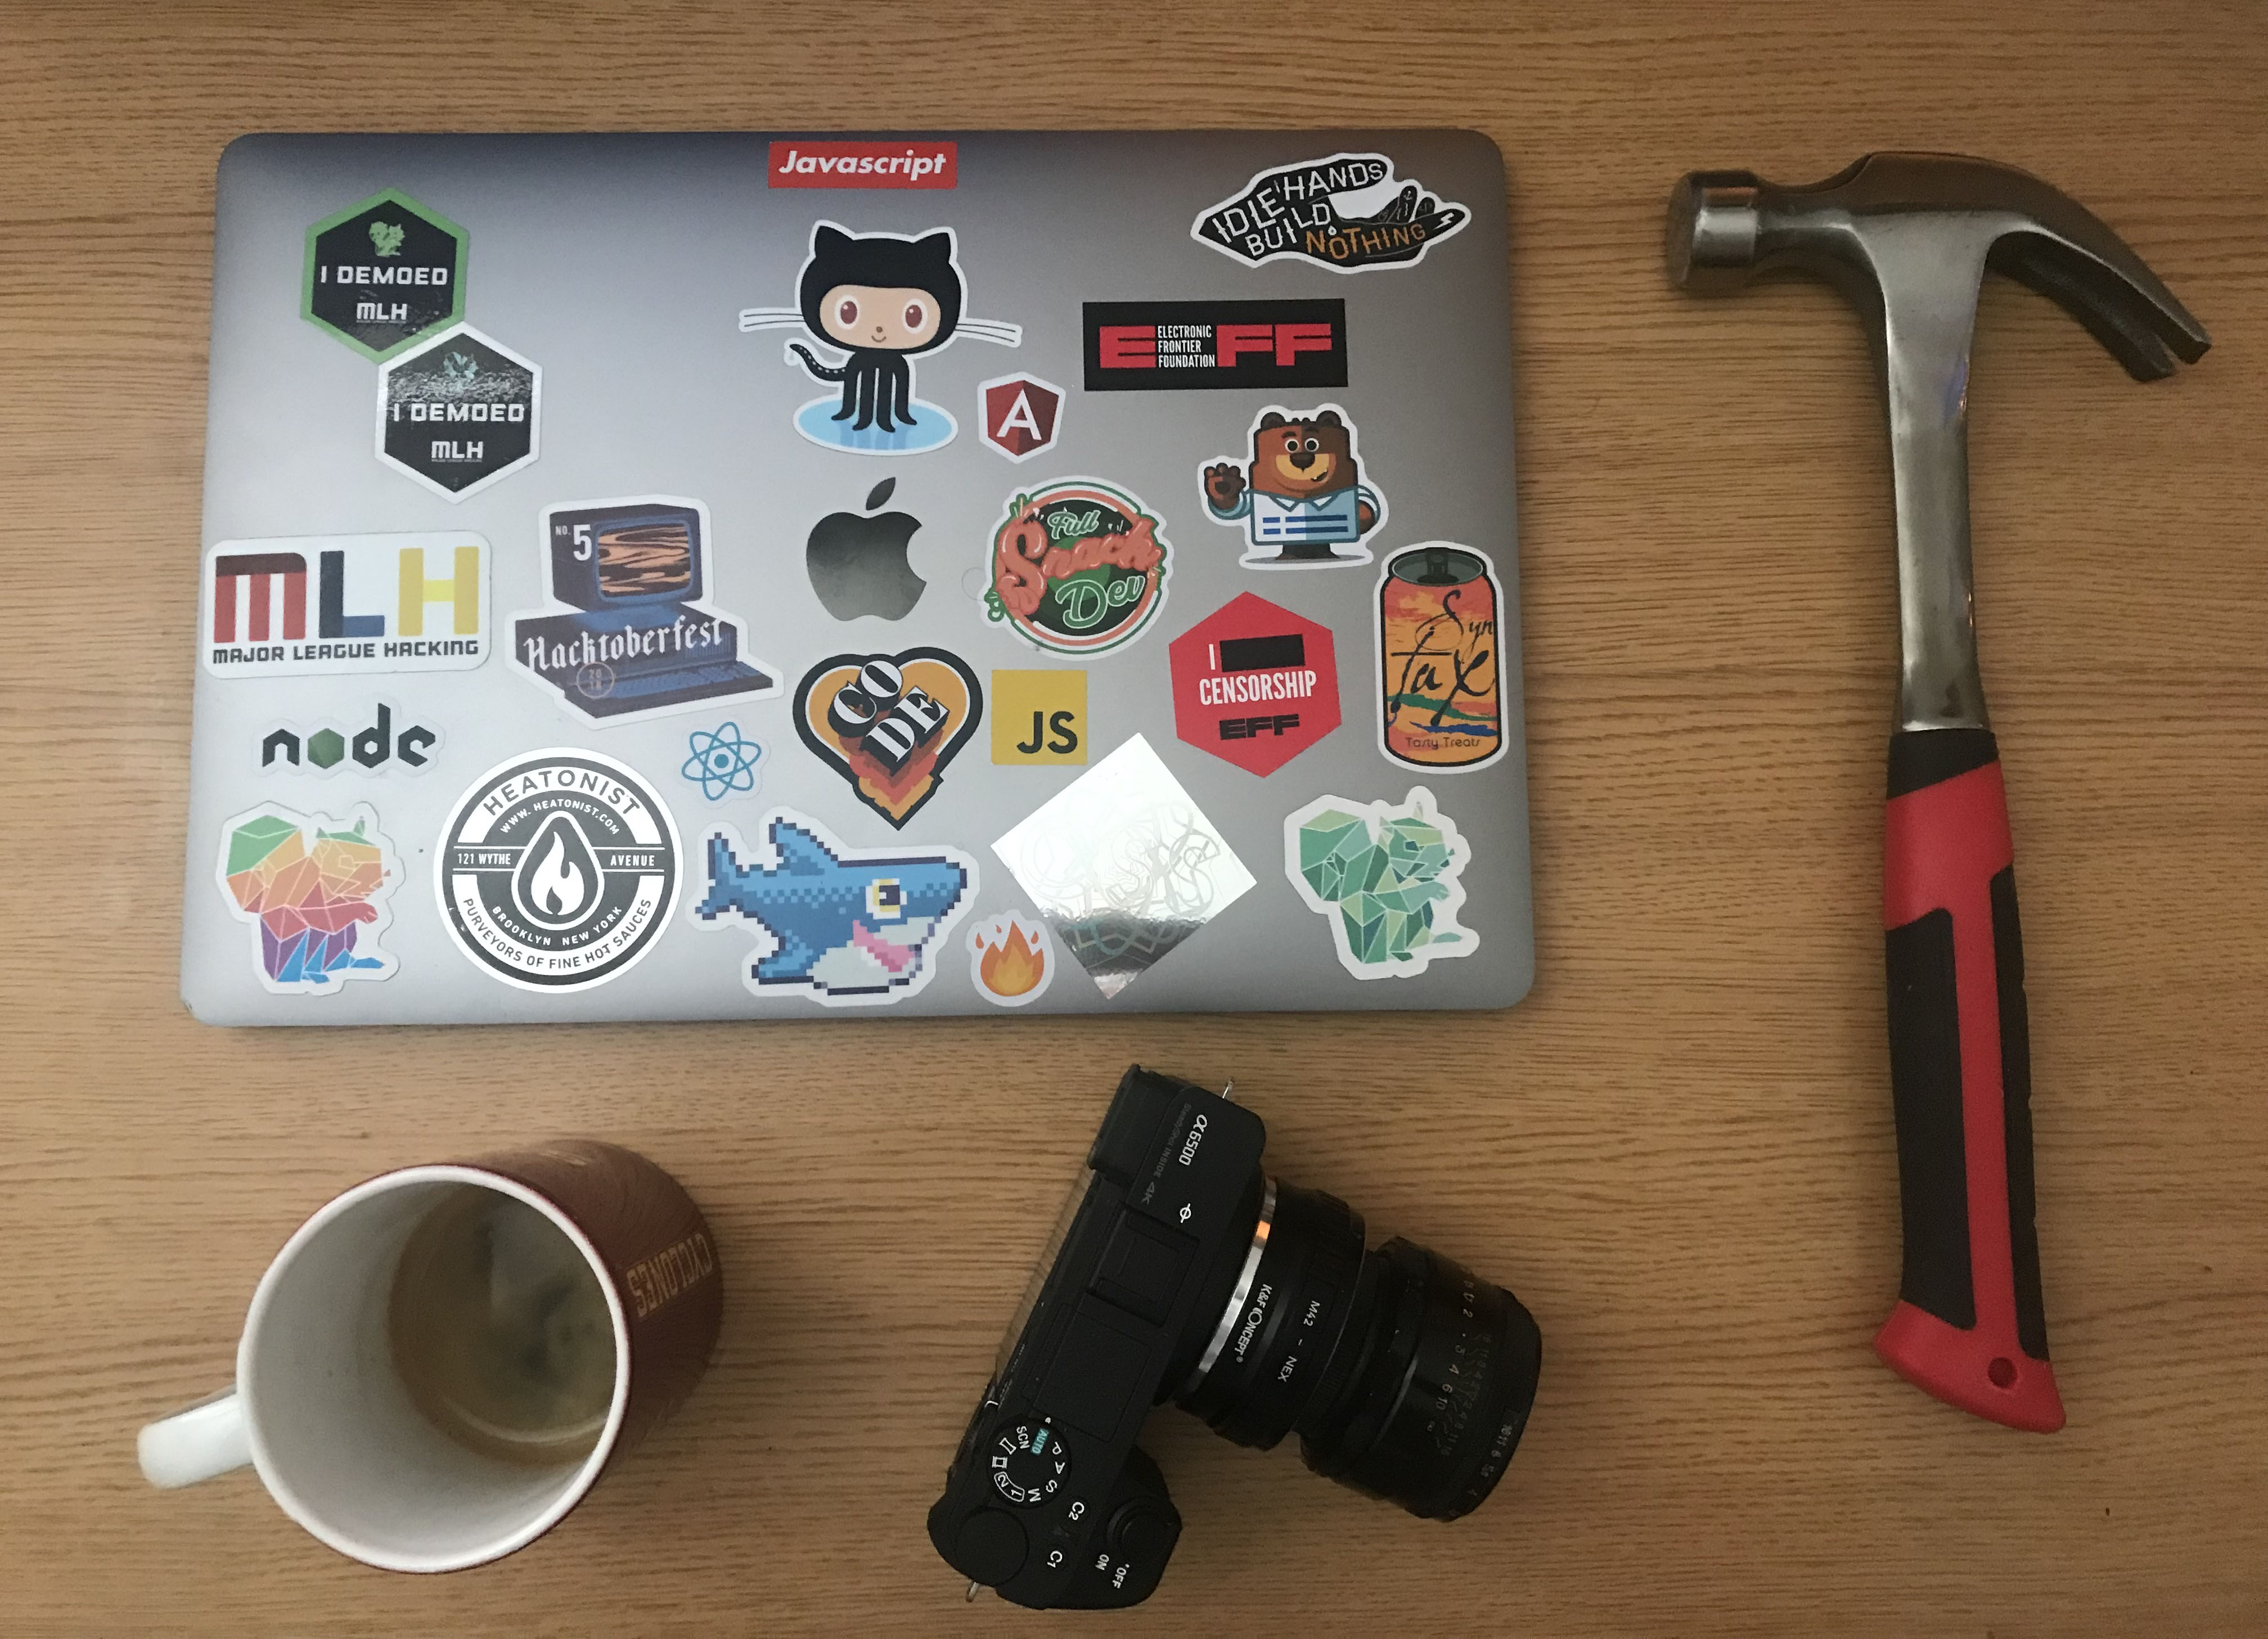 Javascript
I DEMOED
MLH
I DEMOED
MLH
IDLE HANDS
BUILD
NOTHING
EFF
ELECTRONIC
FRONTIER
FOUNDATION
A
NO. 5
Hacktoberfest
MLH
MAJOR LEAGUE HACKING
Full
Snack
Dev
I
CENSORSHIP
EFF
Syn
tax
Tasty Treats
node
CO
DE
JS
HEATONIST
WWW.HEATONIST.COM
121 WYTHE AVENUE
BROOKLYN NEW YORK
PURVEYORS OF FINE HOT SAUCES
CYCLONES
α6500
4K
K&F CONCEPT
M42 - NEX
AUTO
SCN
P
A
S
M
1
2
C2
C1
ON
OFF